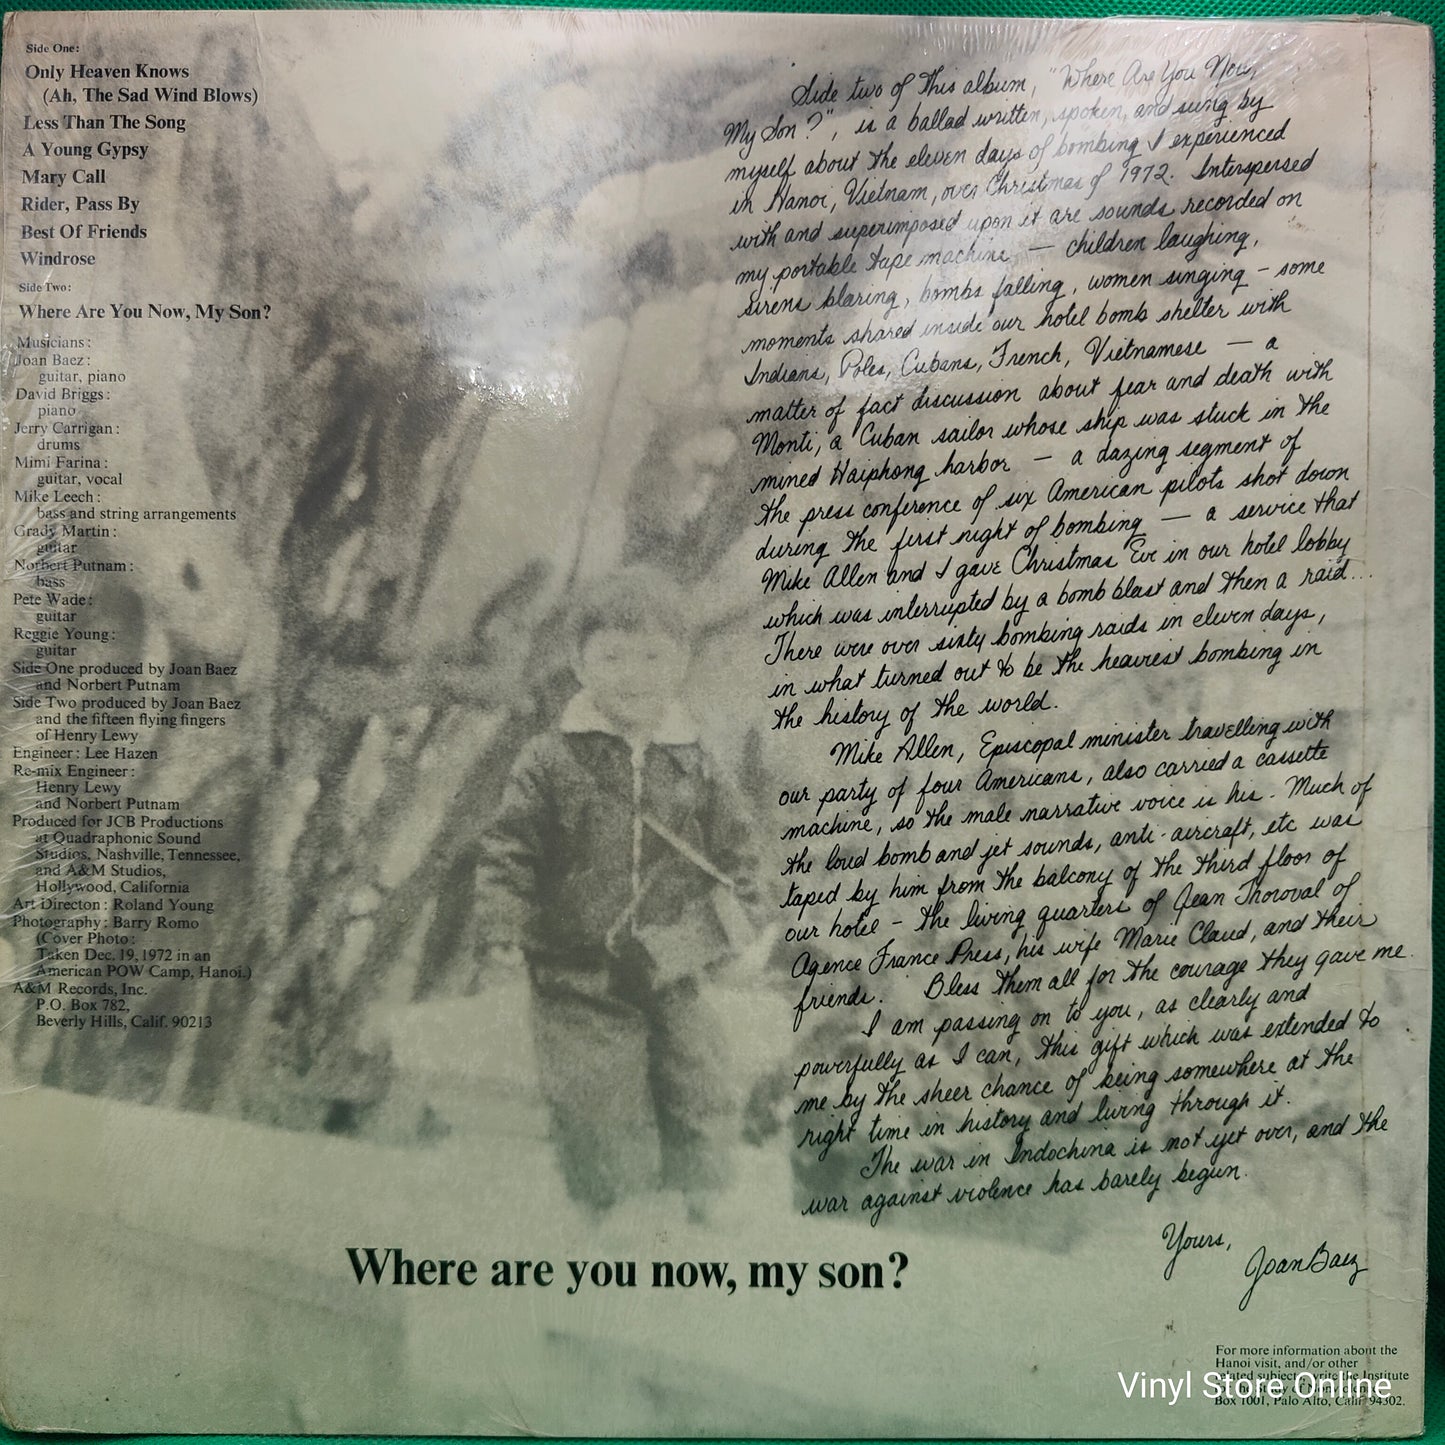 Side One:
Only Heaven Knows
(Ah, The Sad Wind Blows)
Less Than The Song
A Young Gypsy
Mary Call
Rider, Pass By
Best Of Friends
Windrose
Side Two:
Where Are You Now, My Son?
Musicians:
Joan Baez:
guitar, piano
David Briggs:
piano
Jerry Carrigan:
drums
Mimi Farina:
guitar, vocal
Mike Leech:
bass and string arrangements
Grady Martin:
guitar
Norbert Putnam:
bass
Pete Wade:
guitar
Reggie Young:
guitar
Side One produced by Joan Baez
and Norbert Putnam
Side Two produced by Joan Baez
and the fifteen flying fingers
of Henry Lewy
Engineer: Lee Hazen
Re-mix Engineer:
Henry Lewy
and Norbert Putnam
Produced for JCB Productions
at Quadraphonic Sound
Studios, Nashville, Tennessee,
and A&M Studios,
Hollywood, California
Art Directon: Roland Young
Photography: Barry Romo
(Cover Photo:
Taken Dec. 19, 1972 in an
American POW Camp, Hanoi.)
A&M Records, Inc.
P.O. Box 782,
Beverly Hills, Calif. 90213
Side two of this album, "Where Are You Now,
My Son?", is a ballad written, spoken, and sung by
myself about the eleven days of bombing I experienced
in Hanoi, Vietnam, over Christmas of 1972. Interspersed
with and superimposed upon it are sounds recorded on
my portable tape machine — children laughing,
sirens blaring, bombs falling, women singing - some
moments shared inside our hotel bomb shelter with
Indians, Poles, Cubans, French, Vietnamese — a
matter of fact discussion about fear and death with
Monti, a Cuban sailor whose ship was stuck in the
mined Haiphong harbor — a dazing segment of
the press conference of six American pilots shot down
during the first night of bombing — a service that
Mike Allen and I gave Christmas Eve in our hotel lobby
which was interrupted by a bomb blast and then a raid...
There were over sixty bombing raids in eleven days,
in what turned out to be the heaviest bombing in
the history of the world.
Mike Allen, Episcopal minister travelling with
our party of four Americans, also carried a cassette
machine, so the male narrative voice is his. Much of
the loud bomb and jet sounds, anti-aircraft, etc was
taped by him from the balcony of the third floor of
our hotel - the living quarters of Jean Thoroval of
Agence France Press, his wife Marie Claud, and their
friends. Bless them all for the courage they gave me.
I am passing on to you, as clearly and
powerfully as I can, this gift which was extended to
me by the sheer chance of being somewhere at the
right time in history and living through it.
The war in Indochina is not yet over, and the
war against violence has barely begun.
Yours,
Joan Baez
Where are you now, my son?
For more information about the
Hanoi visit, and/or other
related subjects, write the Institute
Box 1001, Palo Alto, Calif. 94302.
Vinyl Store Online